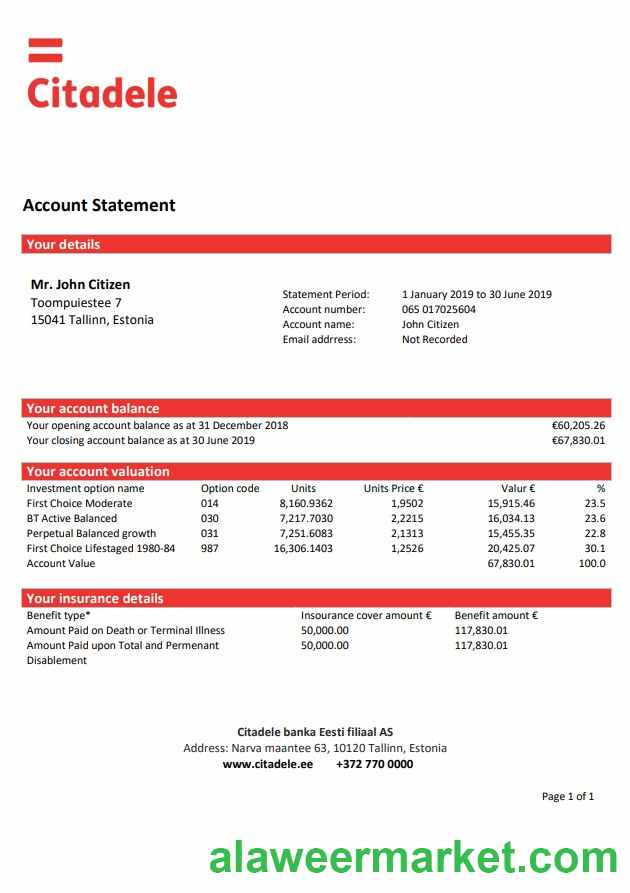 Citadele
Account Statement
Your details
Mr. John Citizen
Toompuiestee 7
15041 Tallinn, Estonia
Statement Period: 1 January 2019 to 30 June 2019
Account number: 065 017025604
Account name: John Citizen
Email addrress: Not Recorded
Your account balance
Your opening account balance as at 31 December 2018 €60,205.26
Your closing account balance as at 30 June 2019 €67,830.01
Your account valuation
Investment option name Option code Units Units Price € Valur € %
First Choice Moderate 014 8,160.9362 1,9502 15,915.46 23.5
BT Active Balanced 030 7,217.7030 2,2215 16,034.13 23.6
Perpetual Balanced growth 031 7,251.6083 2,1313 15,455.35 22.8
First Choice Lifestaged 1980-84 987 16,306.1403 1,2526 20,425.07 30.1
Account Value 67,830.01 100.0
Your insurance details
Benefit type* Insourance cover amount € Benefit amount €
Amount Paid on Death or Terminal Illness 50,000.00 117,830.01
Amount Paid upon Total and Permenant 50,000.00 117,830.01
Disablement
Citadele banka Eesti filiaal AS
Address: Narva maantee 63, 10120 Tallinn, Estonia
www.citadele.ee +372 770 0000
Page 1 of 1
alaweermarket.com